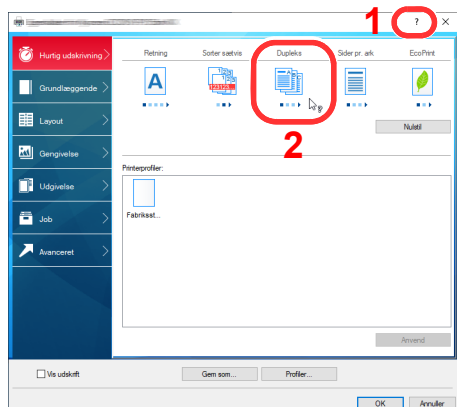 1
?
Hurtig udskrivning
Retning
Sorter sætvis
Dupleks
Sider pr. ark
EcoPrint
Grundlæggende
A
123123
A
Layout
2
Nulstil
Gengivelse
Printerprofiler:
Udgivelse
Job
Fabriksst...
Avanceret
Anvend
Vis udskrift
Gem som...
Profiler...
OK
Annuller